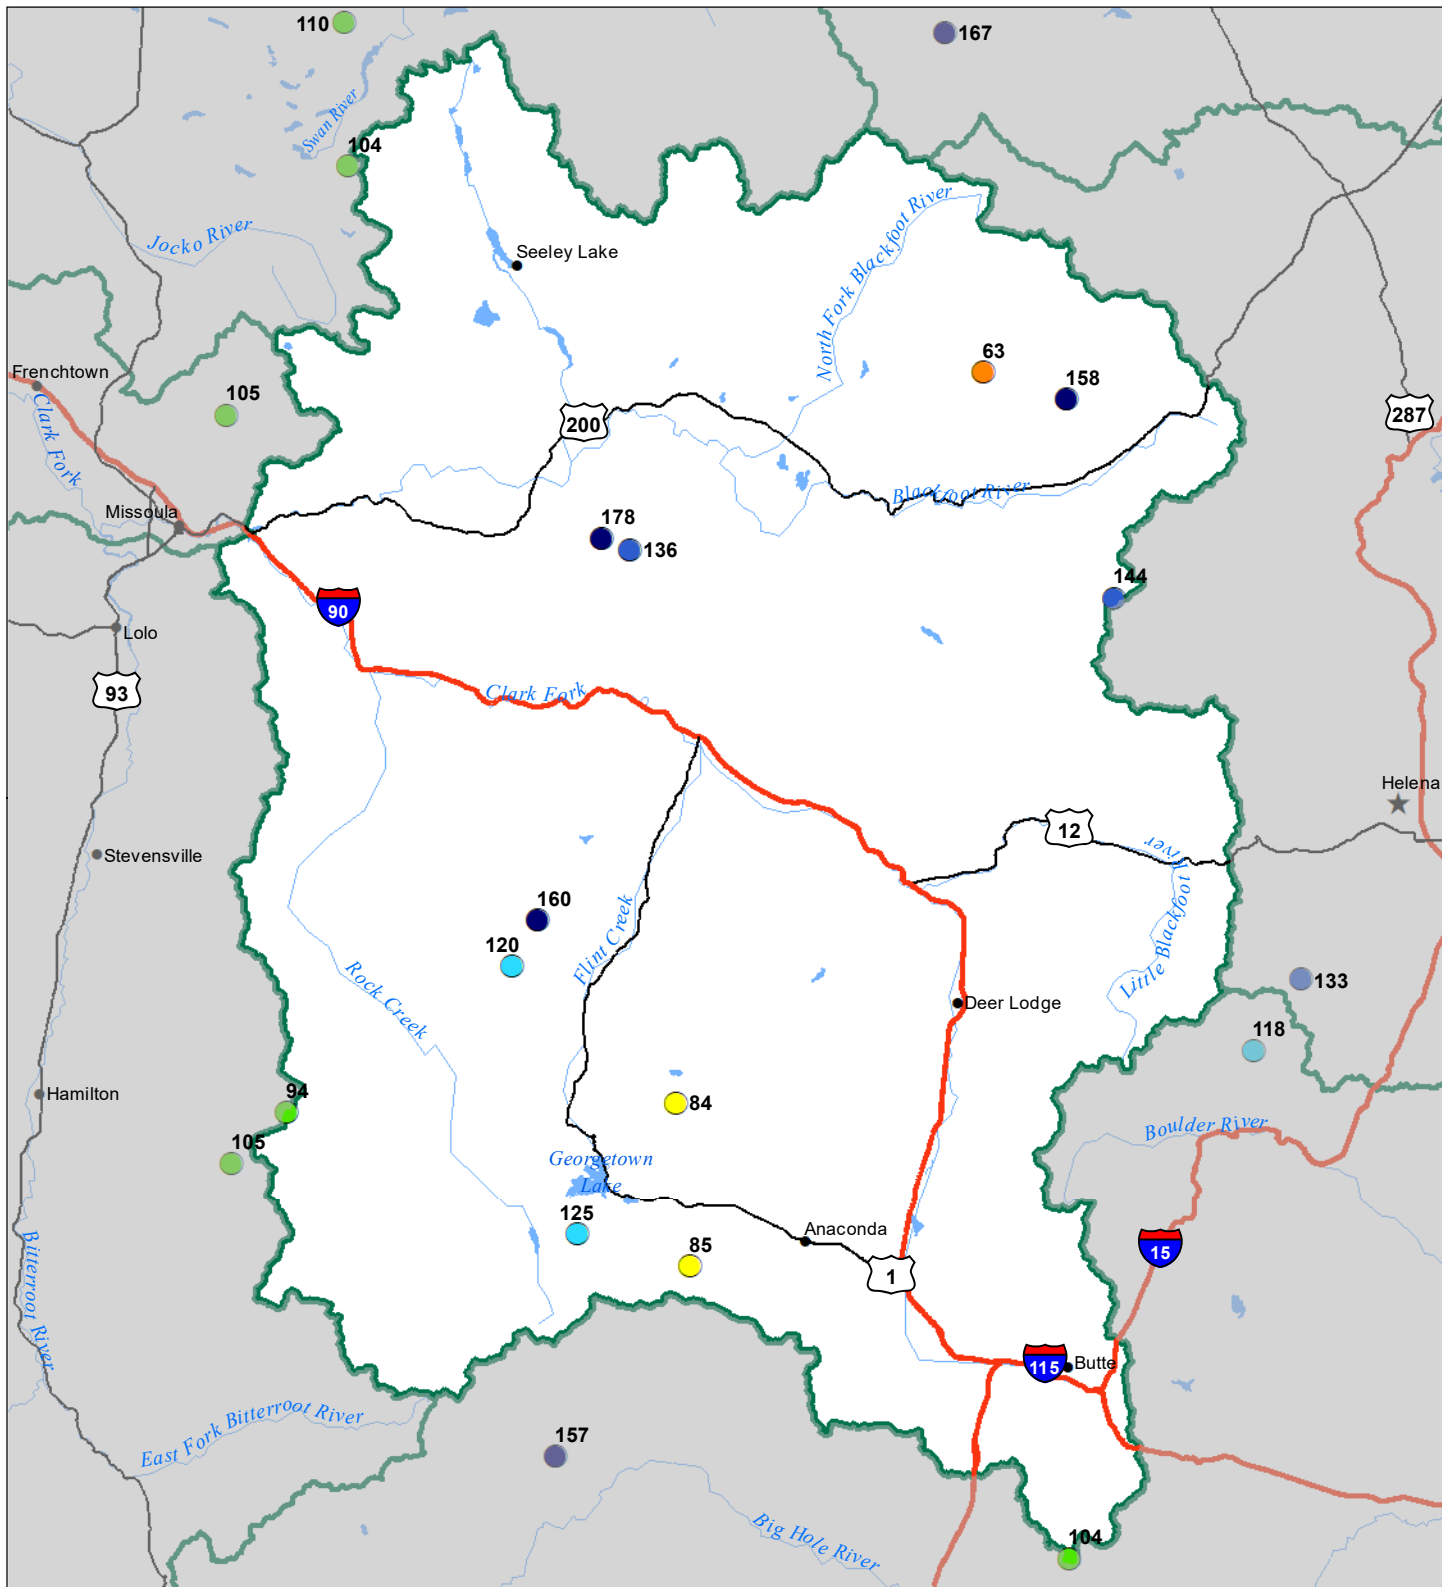 110
167
Swan River
104
Jocko River
Seeley Lake
North Fork Blackfoot River
63
158
Frenchtown
105
Clark Fork
200
287
Blackfoot River
Missoula
178
136
144
90
Lolo
93
Clark Fork
Helena
12
Stevensville
Little Blackfoot River
160
Flint Creek
120
Rock Creek
133
Deer Lodge
118
Hamilton
94
84
105
Boulder River
Georgetown
Lake
125
Anaconda
85
15
1
Bitterroot River
115
Butte
East Fork Bitterroot River
157
Big Hole River
104